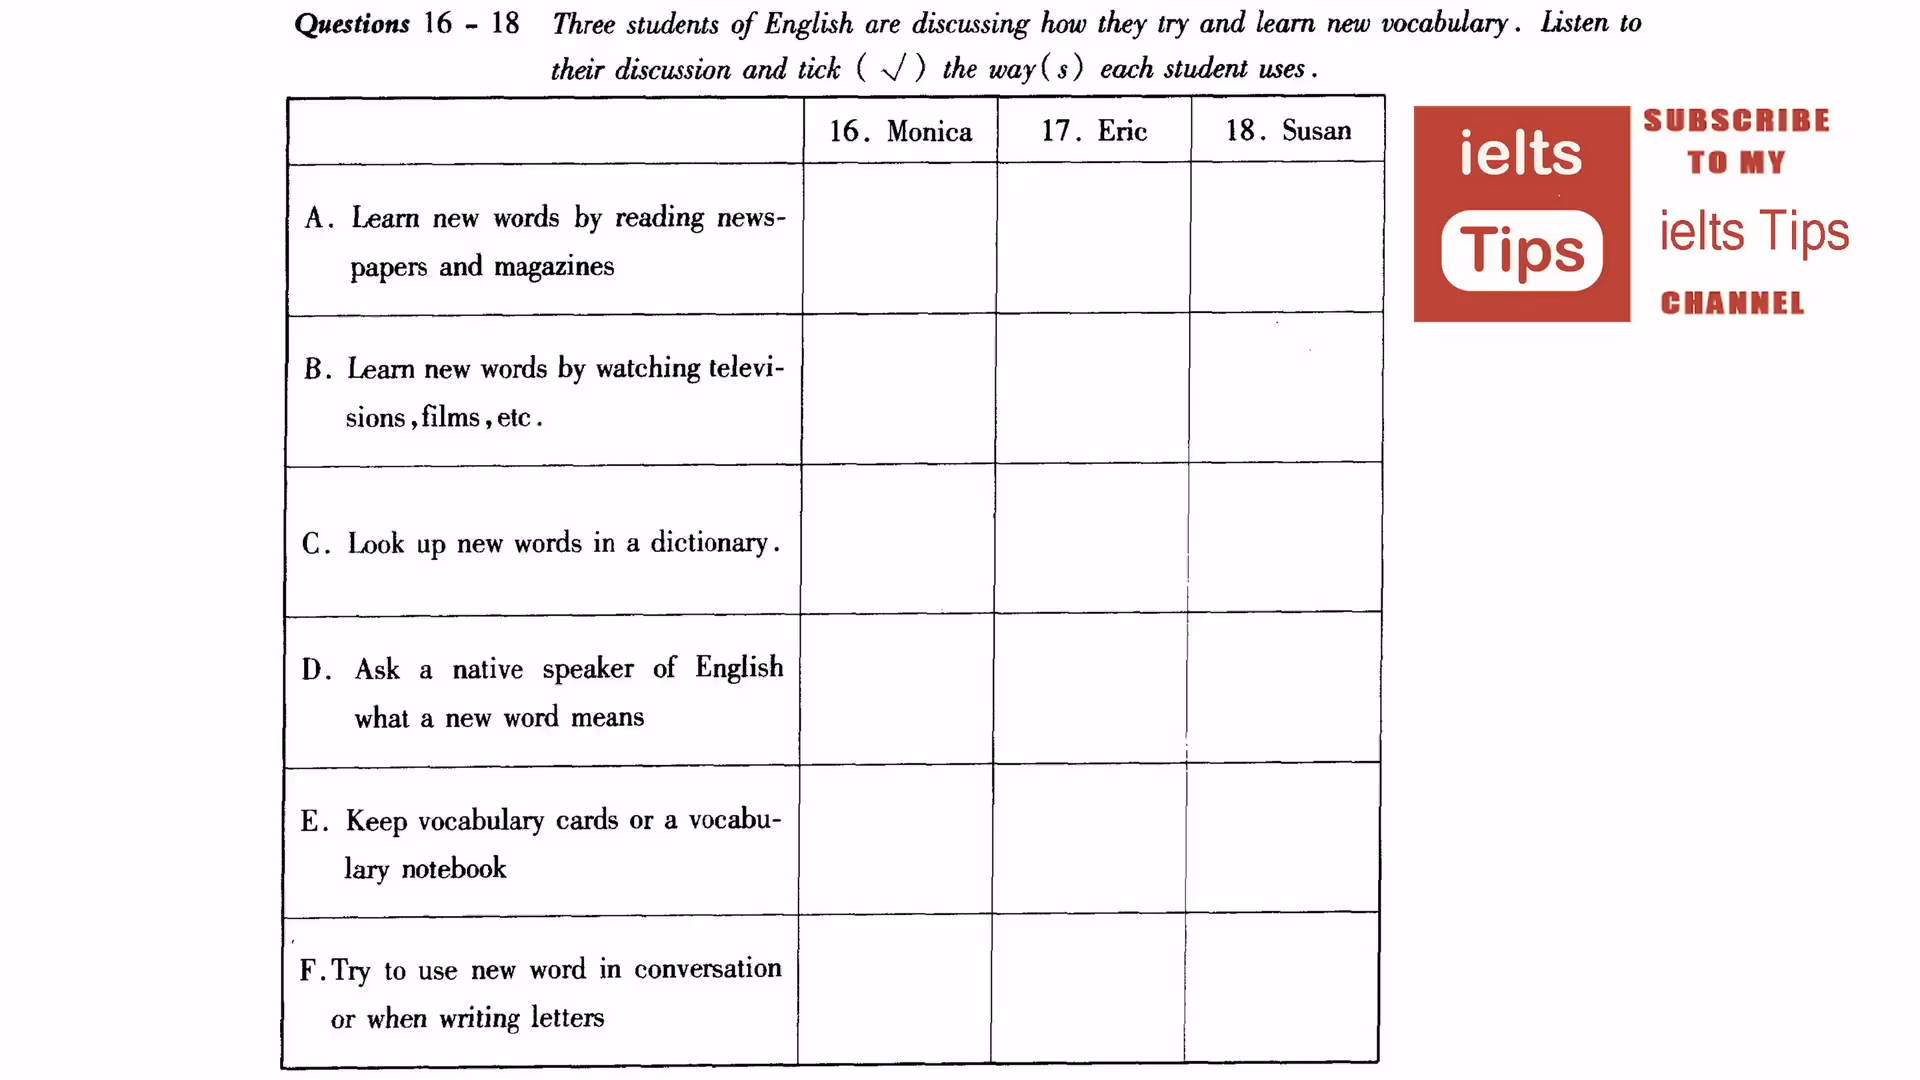 Questions 16 - 18 Three students of English are discussing how they try and learn new vocabulary. Listen to
their discussion and tick ( √ ) the way(s) each student uses.
16. Monica 17. Eric 18. Susan
A. Learn new words by reading news-
papers and magazines
B. Learn new words by watching televi-
sions, films, etc.
C. Look up new words in a dictionary.
D. Ask a native speaker of English
what a new word means
E. Keep vocabulary cards or a vocabu-
lary notebook
F. Try to use new word in conversation
or when writing letters
ielts
Tips
SUBSCRIBE
TO MY
ielts Tips
CHANNEL